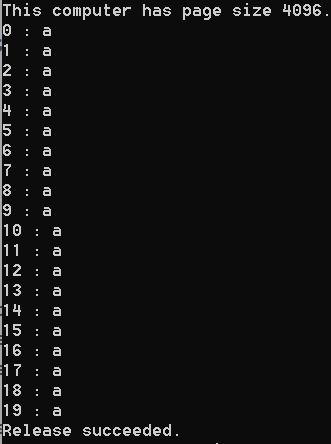 This computer has page size 4096.
0 : a
1 : a
2 : a
3 : a
4 : a
5 : a
6 : a
7 : a
8 : a
9 : a
10 : a
11 : a
12 : a
13 : a
14 : a
15 : a
16 : a
17 : a
18 : a
19 : a
Release succeeded.